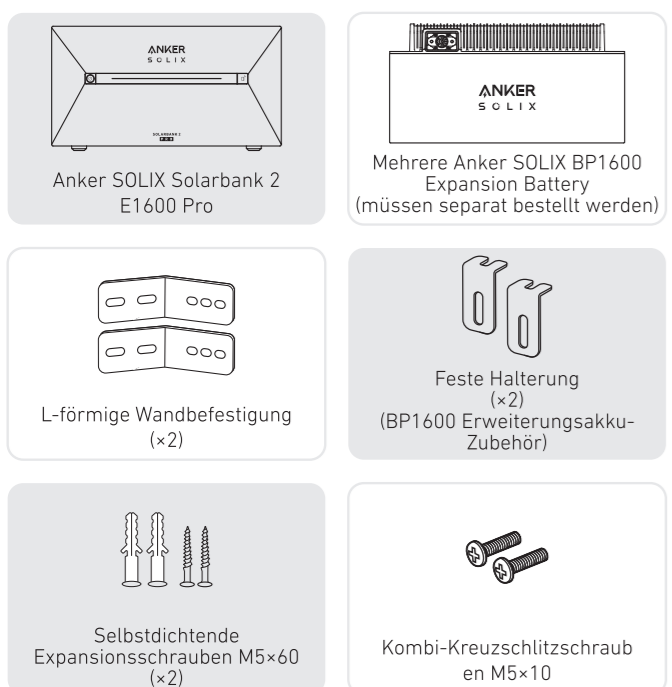 ANKER
SOLIX
SOLARBANK 2
PRO
Anker SOLIX Solarbank 2
E1600 Pro
ANKER
SOLIX
Mehrere Anker SOLIX BP1600
Expansion Battery
(müssen separat bestellt werden)
L-förmige Wandbefestigung
(×2)
Feste Halterung
(×2)
(BP1600 Erweiterungsakku-
Zubehör)
Selbstdichtende
Expansionsschrauben M5×60
(×2)
Kombi-Kreuzschlitzschraub
en M5×10